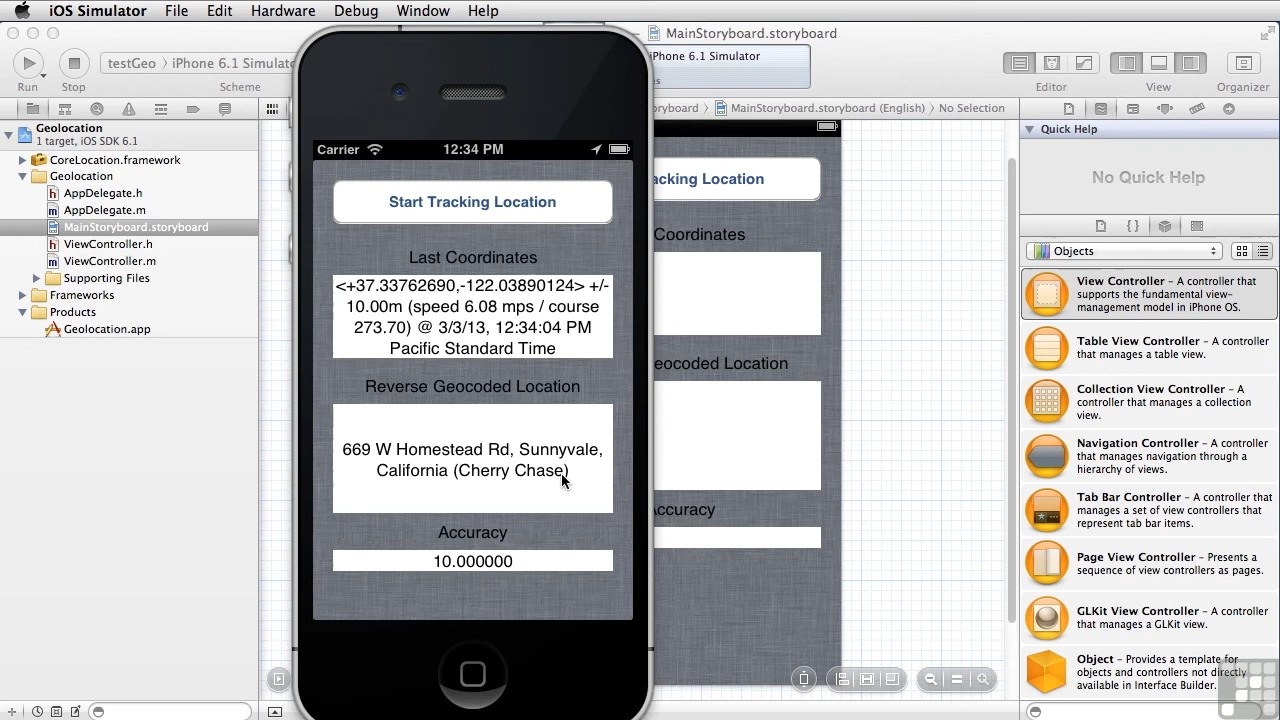 iOS Simulator File Edit Hardware Debug Window Help
MainStoryboard.storyboard
testGeo iPhone 6.1 Simulato
iPhone 6.1 Simulator
Run Stop Scheme
Editor View Organizer
oryboard MainStoryboard.storyboard (English) No Selection
Geolocation
1 target, iOS SDK 6.1
CoreLocation.framework
Geolocation
AppDelegate.h
AppDelegate.m
MainStoryboard.storyboard
ViewController.h
ViewController.m
Supporting Files
Frameworks
Products
Geolocation.app
Carrier 12:34 PM
Start Tracking Location
Last Coordinates
<+37.33762690,-122.03890124> +/-
10.00m (speed 6.08 mps / course
273.70) @ 3/3/13, 12:34:04 PM
Pacific Standard Time
Reverse Geocoded Location
669 W Homestead Rd, Sunnyvale,
California (Cherry Chase)
Accuracy
10.000000
acking Location
Coordinates
eocoded Location
Accuracy
Quick Help
No Quick Help
{ }
Objects
View Controller – A controller that
supports the fundamental view-
management model in iPhone OS.
Table View Controller – A controller
that manages a table view.
Collection View Controller – A
controller that manages a collection
view.
Navigation Controller – A controller
that manages navigation through a
hierarchy of views.
Tab Bar Controller – A controller that
manages a set of view controllers that
represent tab bar items.
Page View Controller – Presents a
sequence of view controllers as pages.
GLKit View Controller – A controller
that manages a GLKit view.
Object – Provides a template for
objects and controllers not directly
available in Interface Builder.